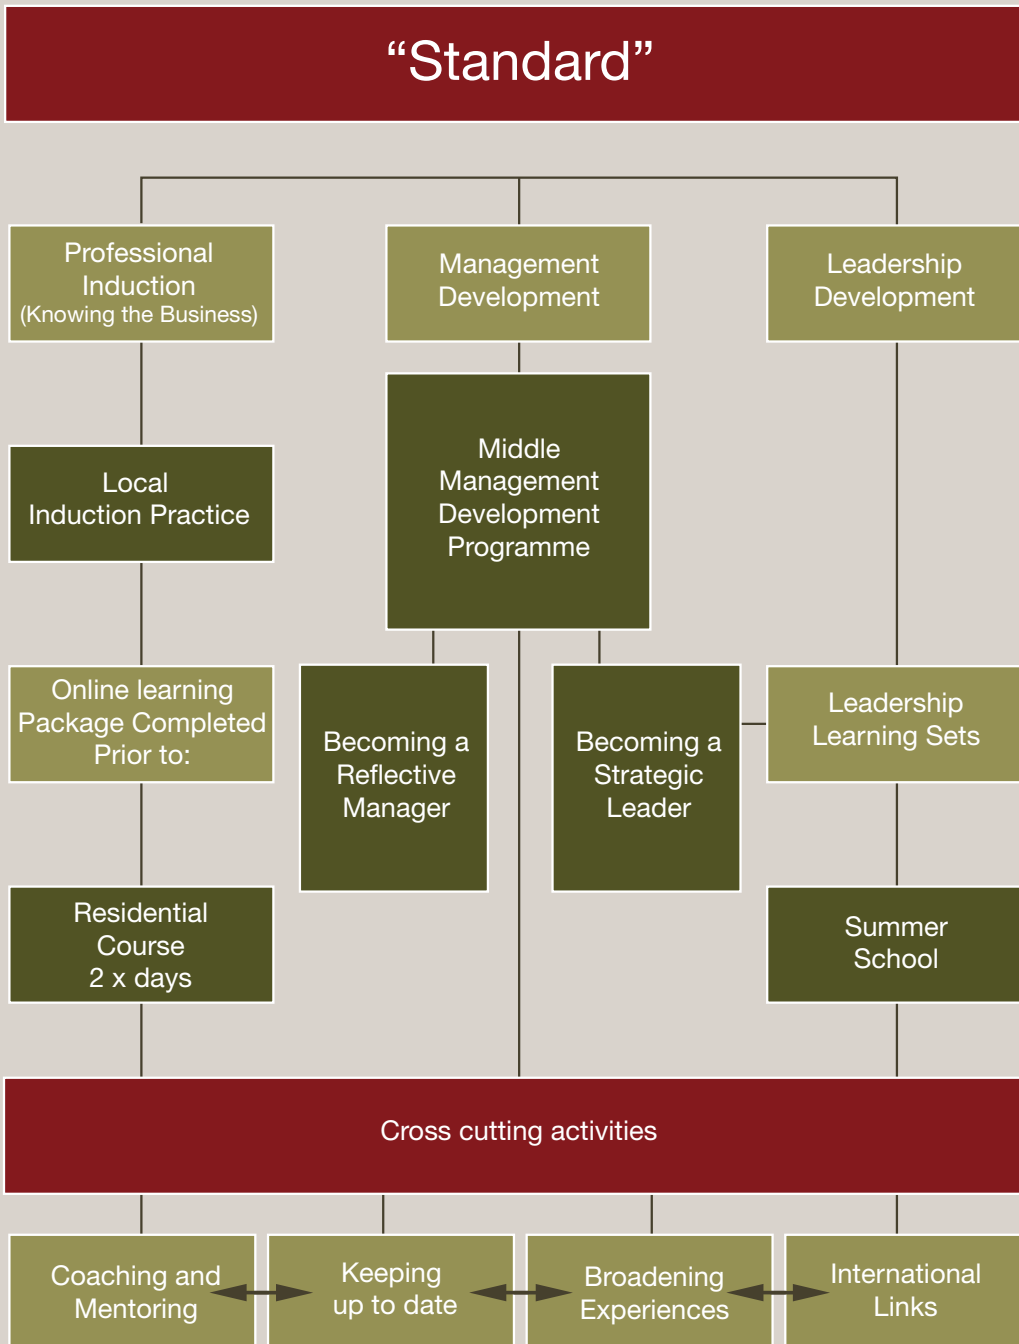 “Standard”
Professional
Induction
(Knowing the Business)
Management
Development
Leadership
Development
Local
Induction Practice
Middle
Management
Development
Programme
Online learning
Package Completed
Prior to:
Becoming a
Reflective
Manager
Becoming a
Strategic
Leader
Leadership
Learning Sets
Residential
Course
2 x days
Summer
School
Cross cutting activities
Coaching and
Mentoring
Keeping
up to date
Broadening
Experiences
International
Links